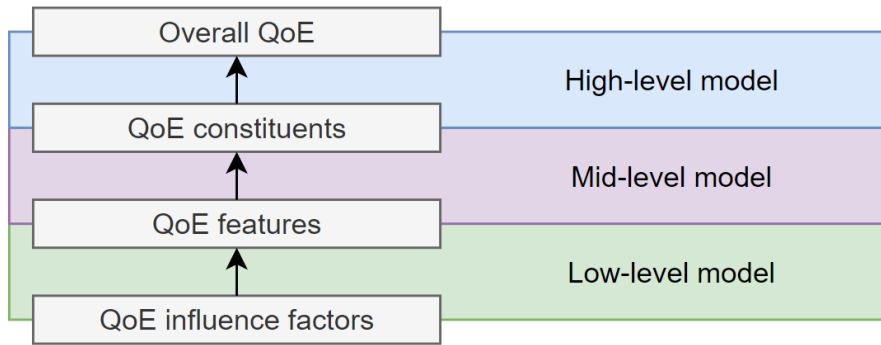 Overall QoE
High-level model
QoE constituents
Mid-level model
QoE features
Low-level model
QoE influence factors